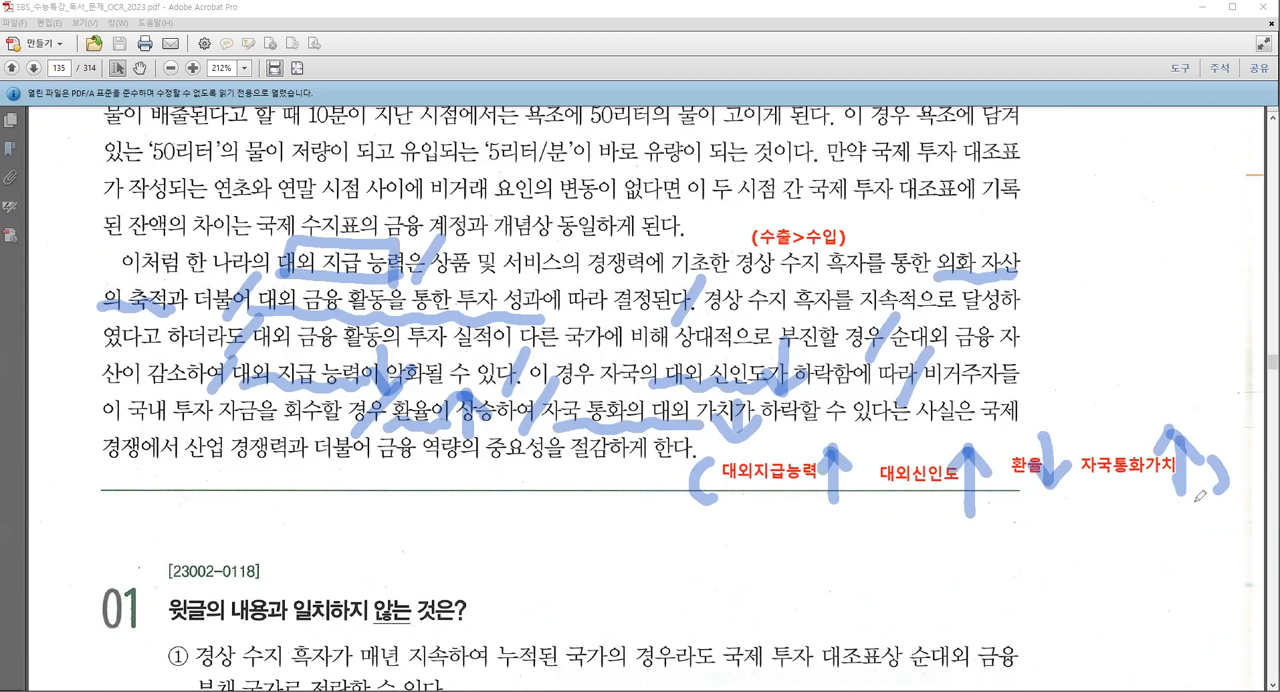 EBS_수능특강_독서_문제_OCR_2023.pdf - Adobe Acrobat Pro
파일(F) 편집(E) 보기(V) 창(W) 도움말(H)
만들기
135 / 314 212% 도구 주석 공유
열린 파일은 PDF/A 표준을 준수하며 수정할 수 없도록 읽기 전용으로 열렸습니다.
물이 배출된다고 할 때 10분이 지난 시점에서는 욕조에 50리터의 물이 고이게 된다. 이 경우 욕조에 담겨
있는 ‘50리터’의 물이 저량이 되고 유입되는 ‘5리터/분’이 바로 유량이 되는 것이다. 만약 국제 투자 대조표
가 작성되는 연초와 연말 시점 사이에 비거래 요인의 변동이 없다면 이 두 시점 간 국제 투자 대조표에 기록
된 잔액의 차이는 국제 수지표의 금융 계정과 개념상 동일하게 된다.
(수출>수입)
이처럼 한 나라의 대외 지급 능력은 상품 및 서비스의 경쟁력에 기초한 경상 수지 흑자를 통한 외화 자산
의 축적과 더불어 대외 금융 활동을 통한 투자 성과에 따라 결정된다. 경상 수지 흑자를 지속적으로 달성하
였다고 하더라도 대외 금융 활동의 투자 실적이 다른 국가에 비해 상대적으로 부진할 경우 순대외 금융 자
산이 감소하여 대외 지급 능력이 악화될 수 있다. 이 경우 자국의 대외 신인도가 하락함에 따라 비거주자들
이 국내 투자 자금을 회수할 경우 환율이 상승하여 자국 통화의 대외 가치가 하락할 수 있다는 사실은 국제
경쟁에서 산업 경쟁력과 더불어 금융 역량의 중요성을 절감하게 한다.
( 대외지급능력 ↑ 대외신인도 ↑ 환율 ↓ 자국통화가치 ↑ )
[23002-0118]
01 윗글의 내용과 일치하지 않는 것은?
① 경상 수지 흑자가 매년 지속하여 누적된 국가의 경우라도 국제 투자 대조표상 순대외 금융
부채 국가로 전락할 수 있다.